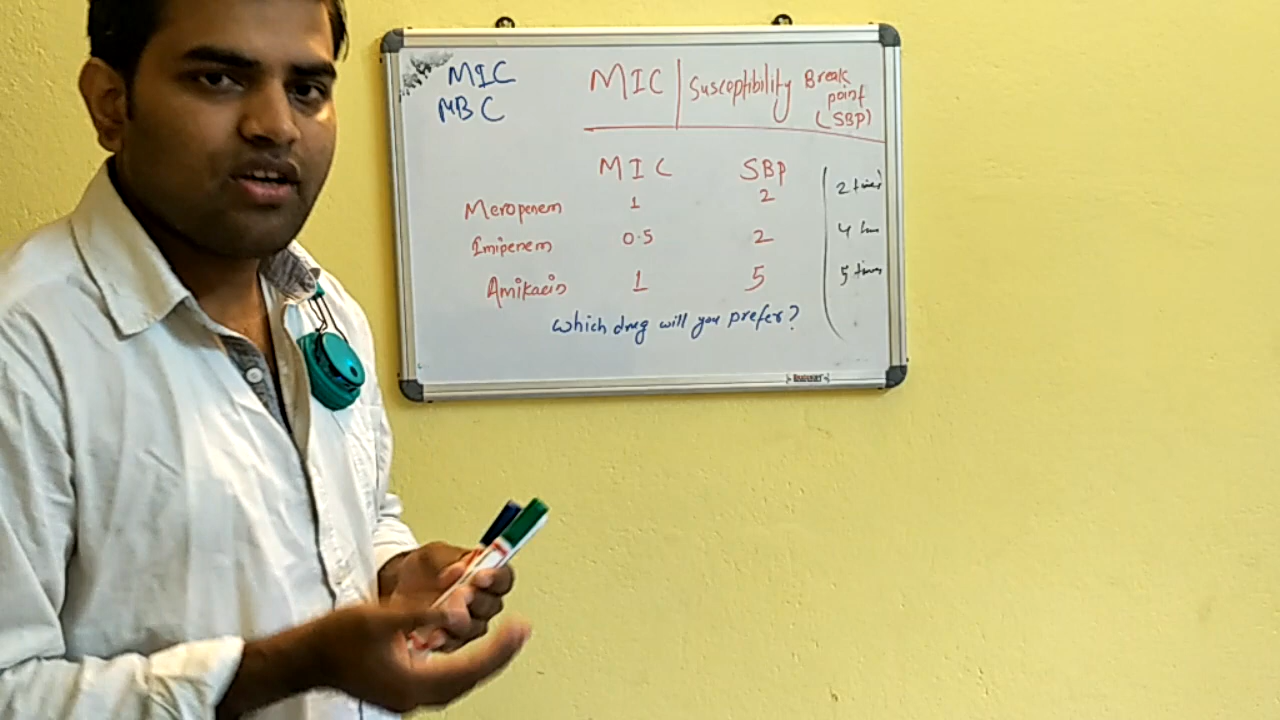 MIC
MBC
MIC | Susceptibility Break
point
(SBP)
MIC SBP
Meropenem 1 2 2 times
Imipenem 0.5 2 4
Amikacin 1 5 5 times
Which drug will you prefer?